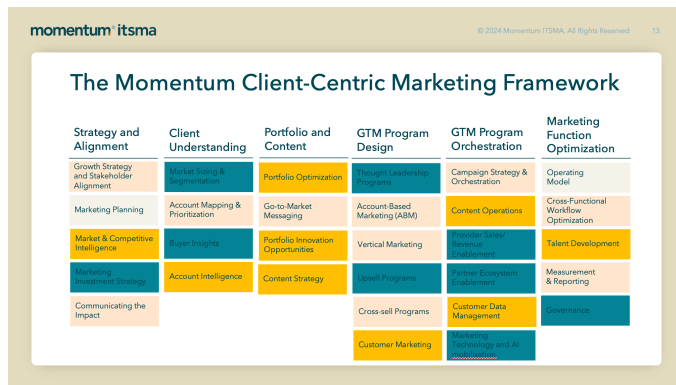 momentum itsma
© 2024 Momentum ITSMA. All Rights Reserved
13
The Momentum Client-Centric Marketing Framework
Strategy and
Alignment
Growth Strategy
and Stakeholder
Alignment
Marketing Planning
Market & Competitive
Intelligence
Marketing
Investment Strategy
Communicating the
Impact
Client
Understanding
Market Sizing &
Segmentation
Account Mapping &
Prioritization
Buyer Insights
Account Intelligence
Portfolio and
Content
Portfolio Optimization
Go-to-Market
Messaging
Portfolio Innovation
Opportunities
Content Strategy
GTM Program
Design
Thought Leadership
Programs
Account-Based
Marketing (ABM)
Vertical Marketing
Upsell Programs
Cross-sell Programs
Customer Marketing
GTM Program
Orchestration
Campaign Strategy &
Orchestration
Content Operations
Provider Sales/
Revenue
Enablement
Partner Ecosystem
Enablement
Customer Data
Management
Marketing
Technology and AI
mobilisation
Marketing
Function
Optimization
Operating
Model
Cross-Functional
Workflow
Optimization
Talent Development
Measurement
& Reporting
Governance